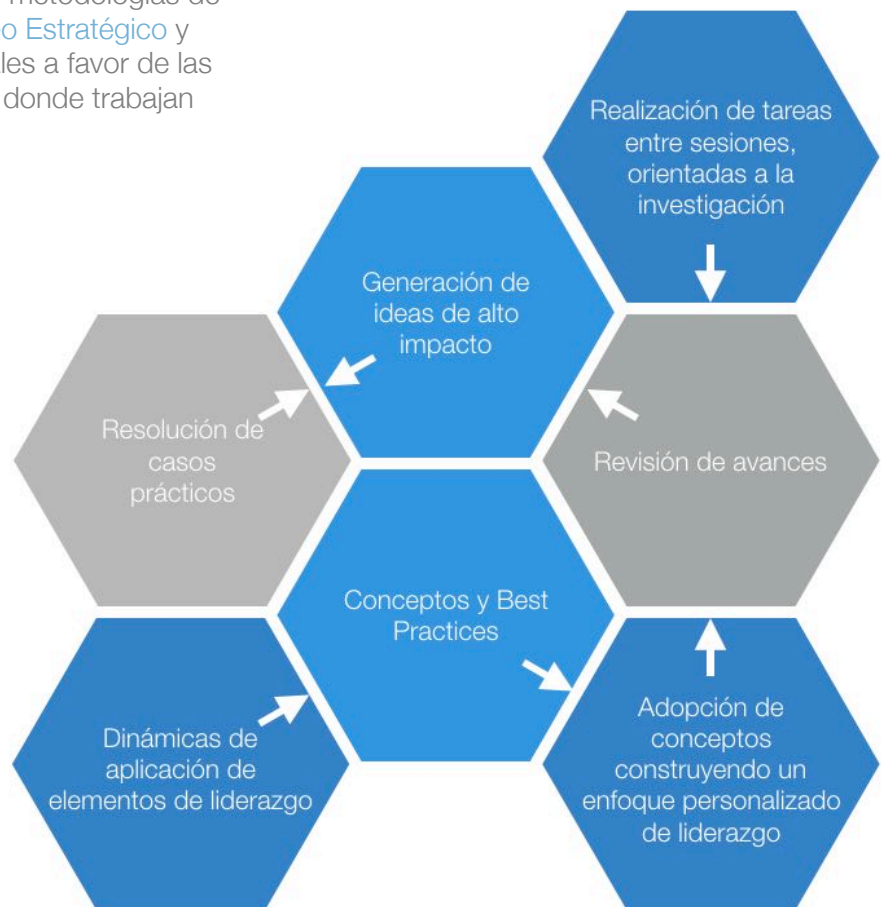 metodologías de
o Estratégico y
les a favor de las
donde trabajan
Realización de tareas
entre sesiones,
orientadas a la
investigación
Generación de
ideas de alto
impacto
Resolución de
casos
prácticos
Revisión de avances
Conceptos y Best
Practices
Dinámicas de
aplicación de
elementos de liderazgo
Adopción de
conceptos
construyendo un
enfoque personalizado
de liderazgo